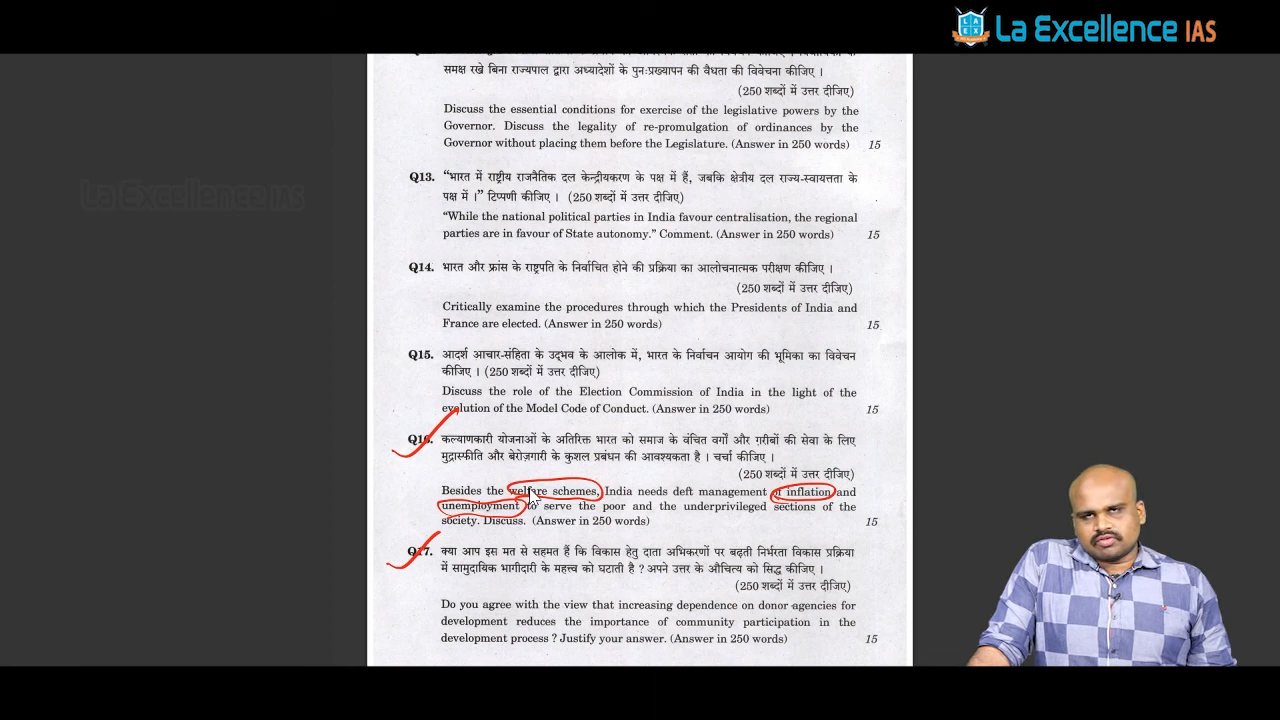 La Excellence IAS
La Excellence IAS
समक्ष रखे बिना राज्यपाल द्वारा अध्यादेशों के पुनःप्रख्यापन की वैधता की विवेचना कीजिए ।
(250 शब्दों में उत्तर दीजिए)
Discuss the essential conditions for exercise of the legislative powers by the
Governor. Discuss the legality of re-promulgation of ordinances by the
Governor without placing them before the Legislature. (Answer in 250 words) 15
Q13. “भारत में राष्ट्रीय राजनैतिक दल केन्द्रीयकरण के पक्ष में हैं, जबकि क्षेत्रीय दल राज्य-स्वायत्तता के
पक्ष में ।” टिप्पणी कीजिए । (250 शब्दों में उत्तर दीजिए)
“While the national political parties in India favour centralisation, the regional
parties are in favour of State autonomy.” Comment. (Answer in 250 words) 15
Q14. भारत और फ्रांस के राष्ट्रपति के निर्वाचित होने की प्रक्रिया का आलोचनात्मक परीक्षण कीजिए ।
(250 शब्दों में उत्तर दीजिए)
Critically examine the procedures through which the Presidents of India and
France are elected. (Answer in 250 words) 15
Q15. आदर्श आचार-संहिता के उद्भव के आलोक में, भारत के निर्वाचन आयोग की भूमिका का विवेचन
कीजिए । (250 शब्दों में उत्तर दीजिए)
Discuss the role of the Election Commission of India in the light of the
evolution of the Model Code of Conduct. (Answer in 250 words) 15
Q16. कल्याणकारी योजनाओं के अतिरिक्त भारत को समाज के वंचित वर्गों और ग़रीबों की सेवा के लिए
मुद्रास्फीति और बेरोज़गारी के कुशल प्रबंधन की आवश्यकता है । चर्चा कीजिए ।
(250 शब्दों में उत्तर दीजिए)
Besides the welfare schemes, India needs deft management of inflation and
unemployment to serve the poor and the underprivileged sections of the
society. Discuss. (Answer in 250 words) 15
Q17. क्या आप इस मत से सहमत हैं कि विकास हेतु दाता अभिकरणों पर बढ़ती निर्भरता विकास प्रक्रिया
में सामुदायिक भागीदारी के महत्त्व को घटाती है ? अपने उत्तर के औचित्य को सिद्ध कीजिए ।
(250 शब्दों में उत्तर दीजिए)
Do you agree with the view that increasing dependence on donor agencies for
development reduces the importance of community participation in the
development process ? Justify your answer. (Answer in 250 words) 15